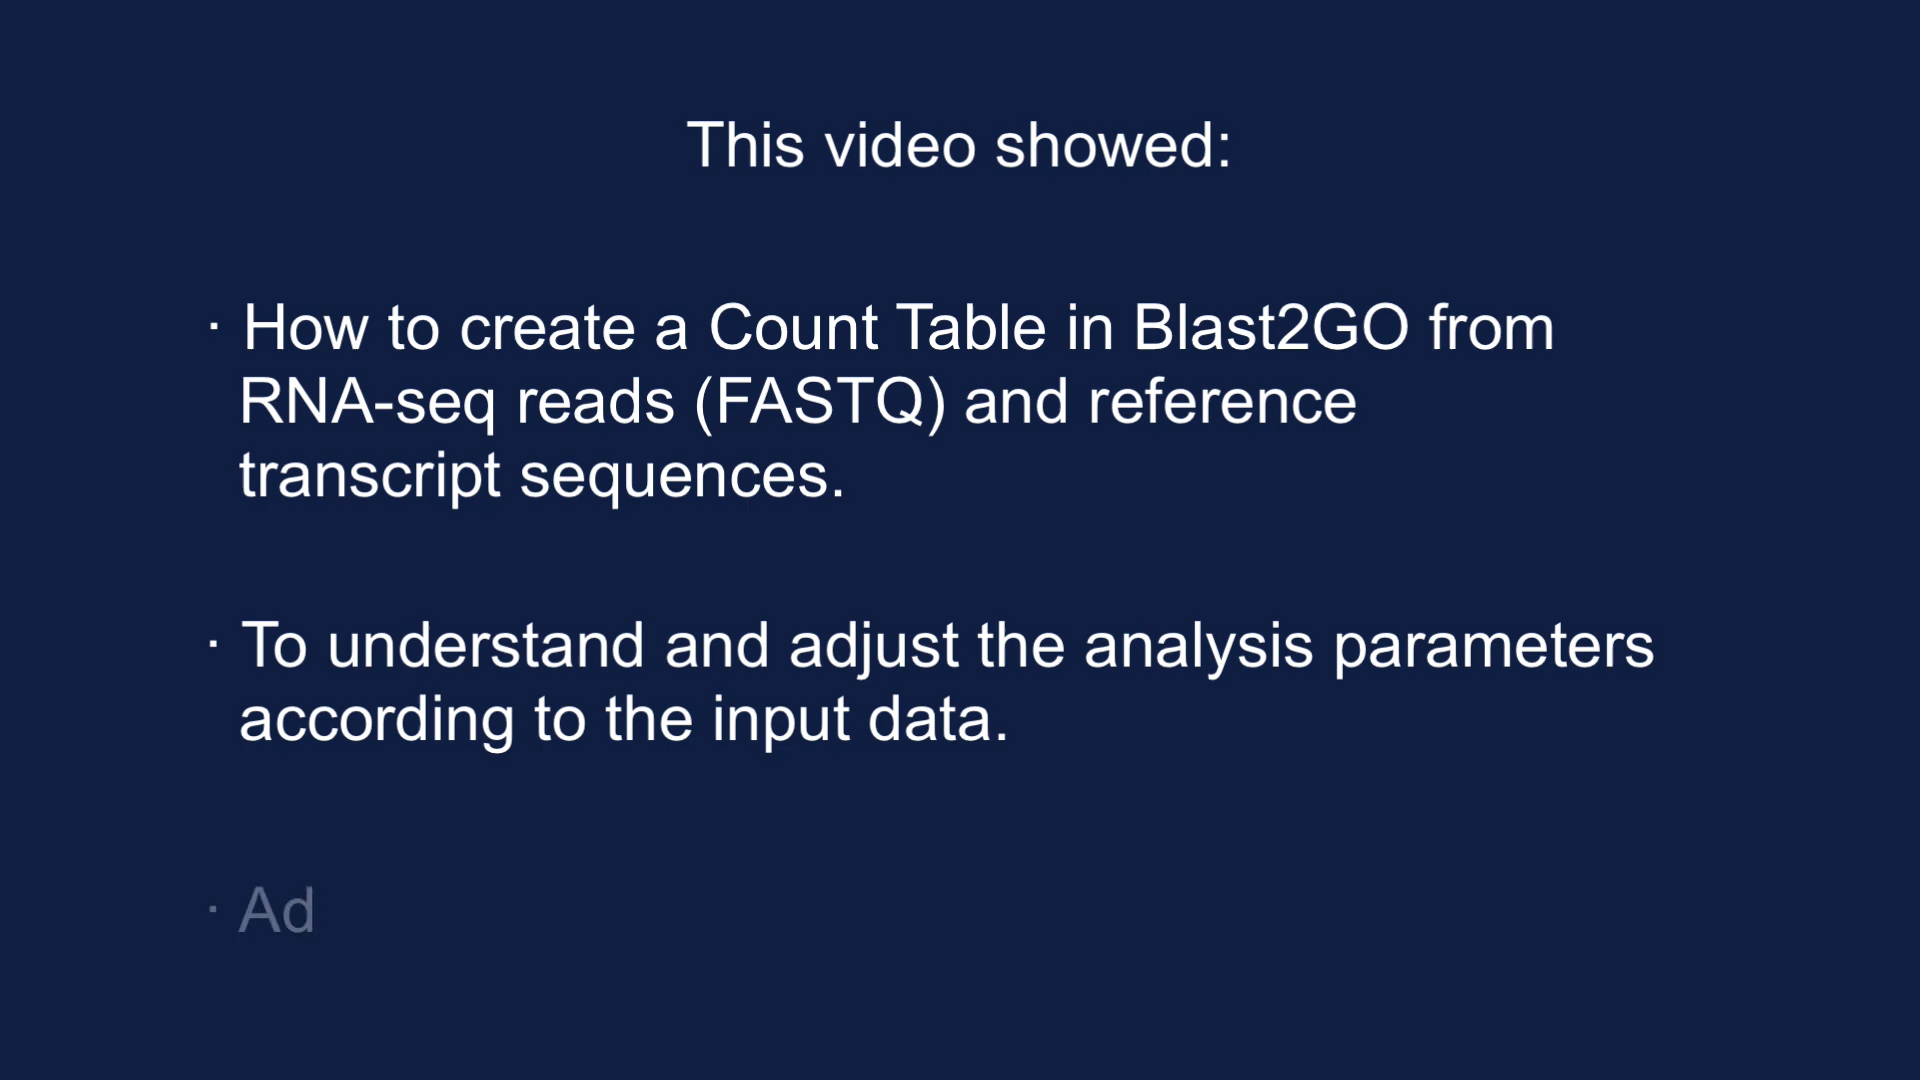 This video showed:
· How to create a Count Table in Blast2GO from
RNA-seq reads (FASTQ) and reference
transcript sequences.
· To understand and adjust the analysis parameters
according to the input data.
· Ad